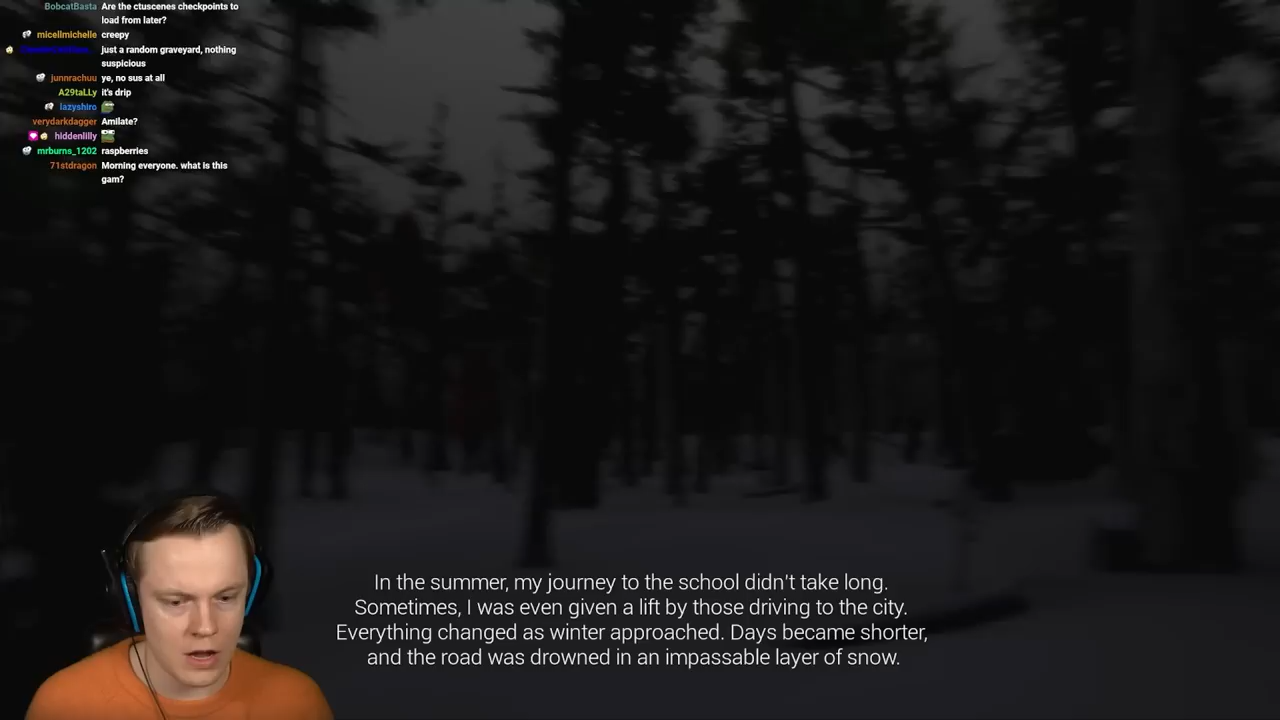 BobcatBasta Are the ctuscenes checkpoints to
load from later?
micellmichelle creepy
just a random graveyard, nothing
suspicious
junnrachuu ye, no sus at all
A29taLLy it's drip
lazyshiro
verydarkdagger Amilate?
hiddenlilly
mrburns_1202 raspberries
71stdragon Morning everyone. what is this
gam?
In the summer, my journey to the school didn't take long.
Sometimes, I was even given a lift by those driving to the city.
Everything changed as winter approached. Days became shorter,
and the road was drowned in an impassable layer of snow.